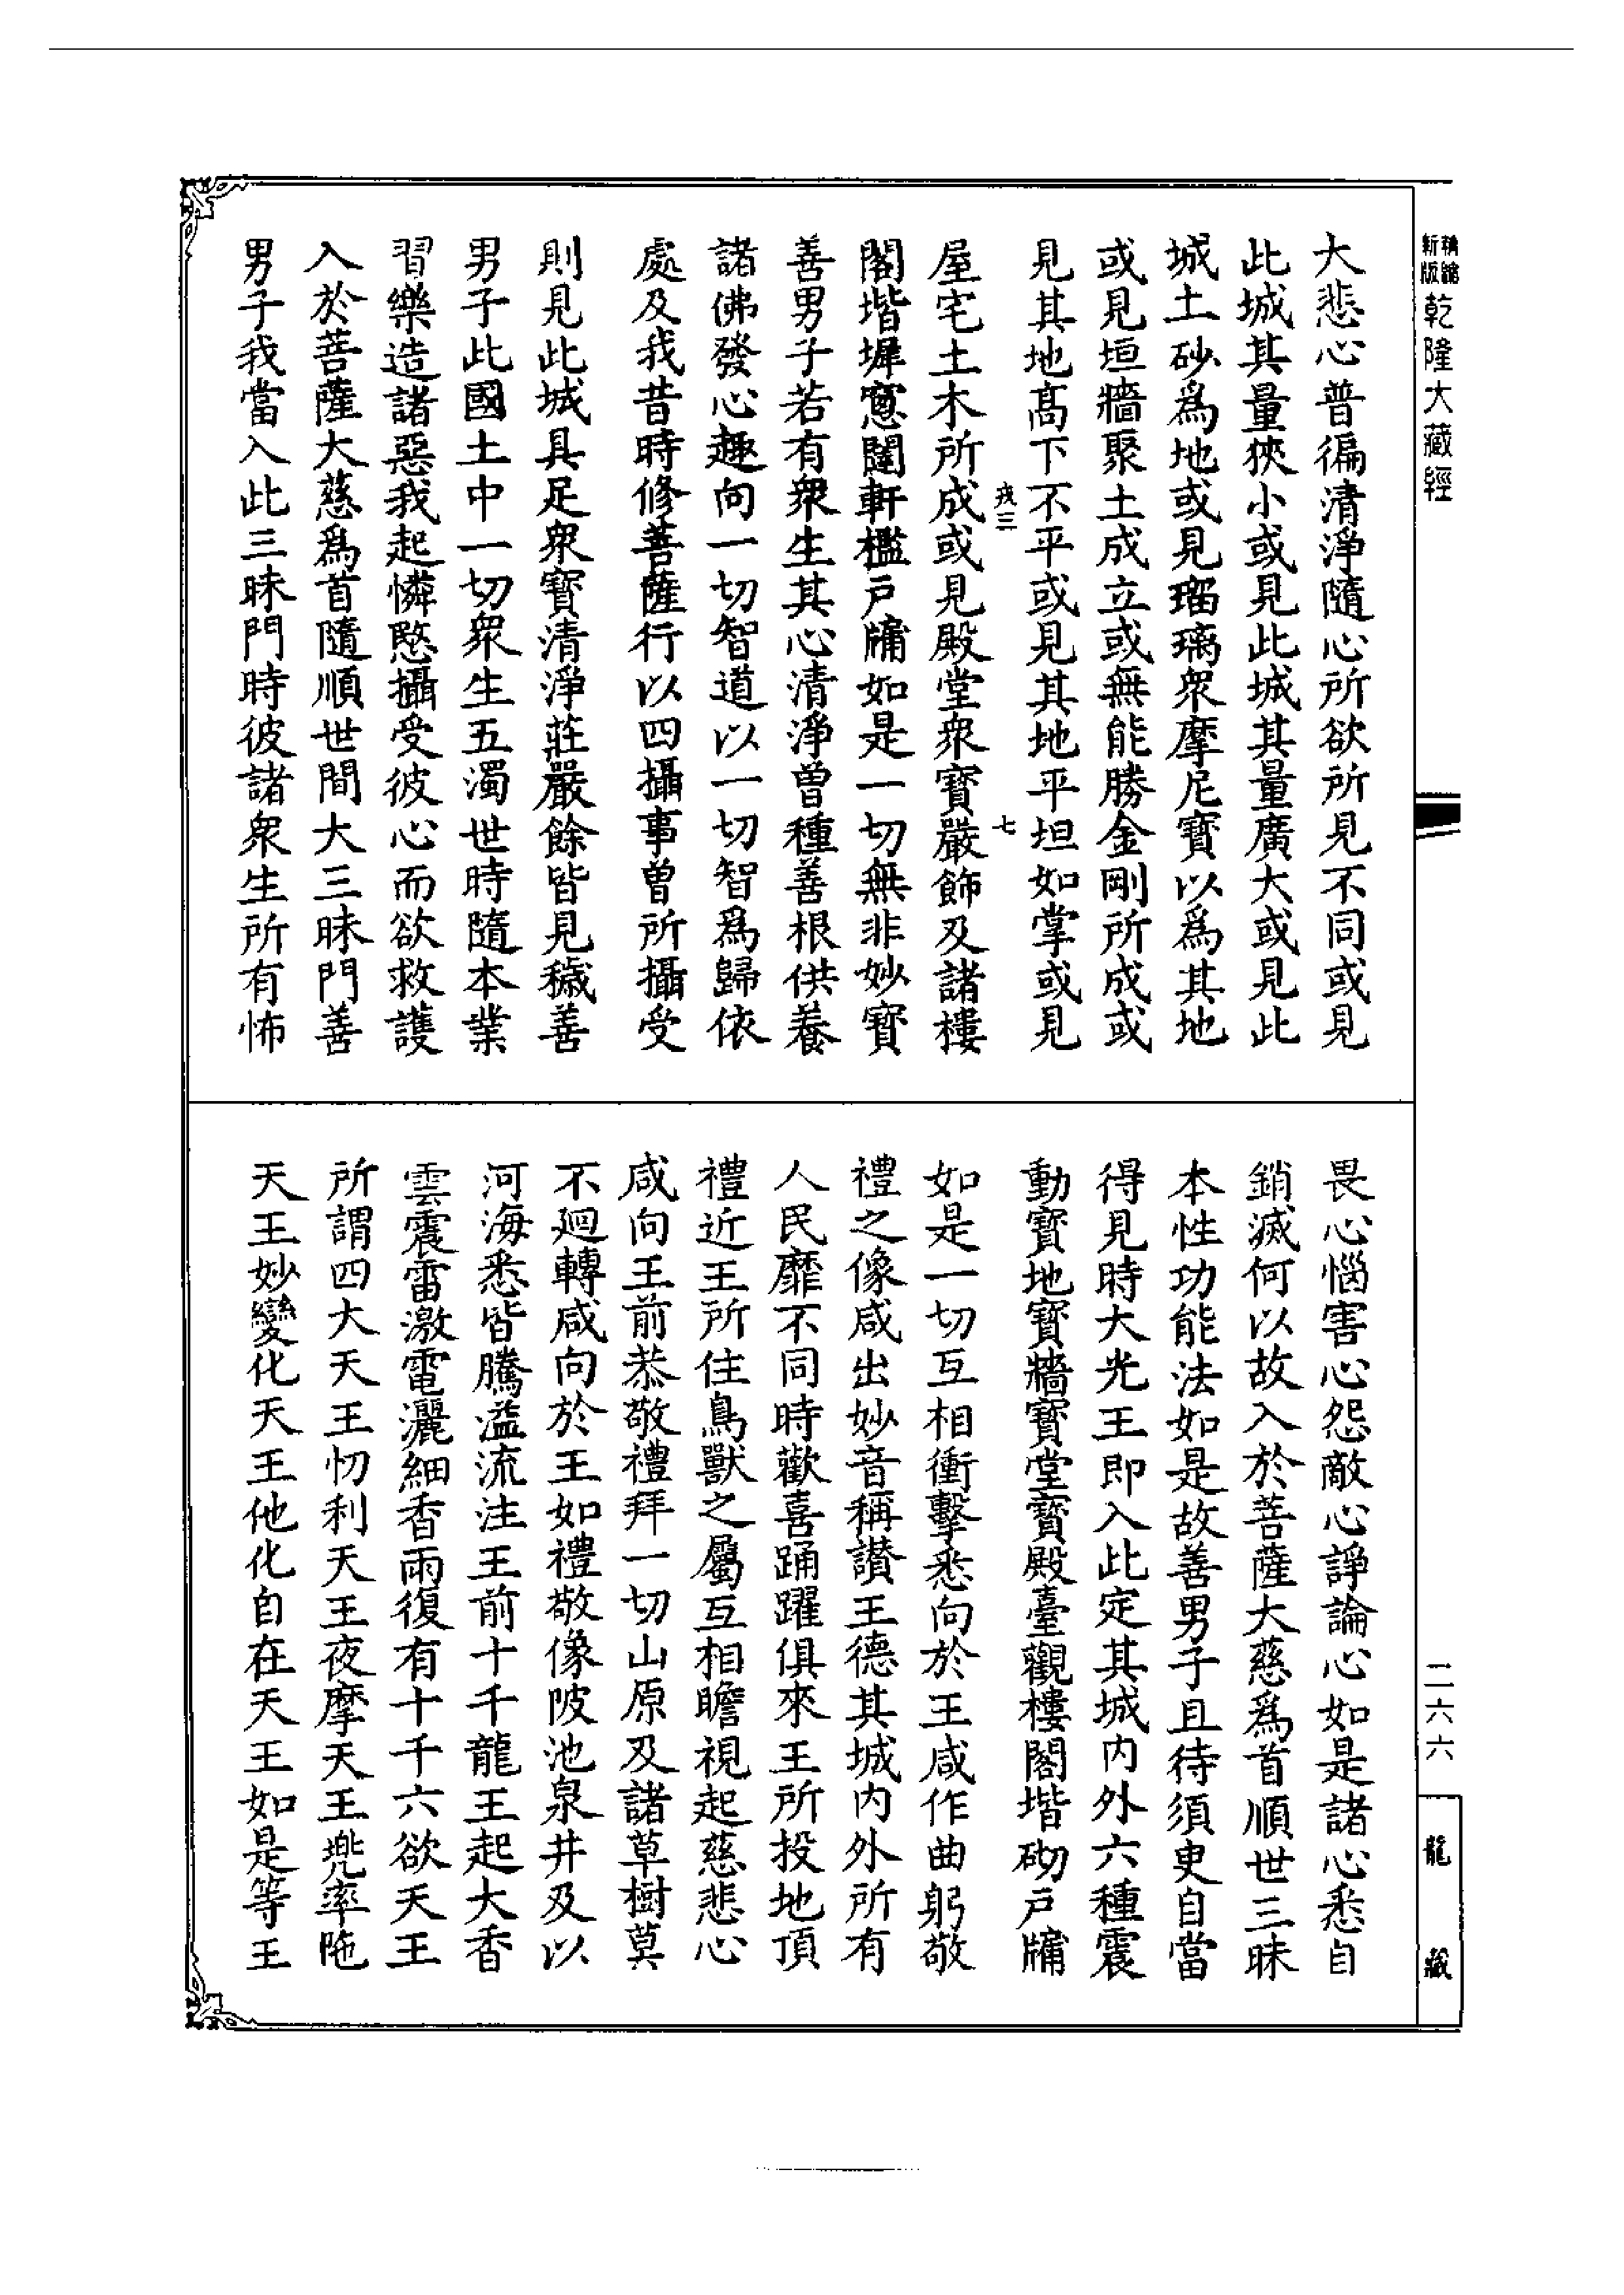 新編縮版
乾隆大藏經
大悲心普徧清淨隨心所欲所見不同或見
此城其量狹小或見此城其量廣大或見此
城土砂爲地或見瑠璃衆摩尼寶以爲其地
或見垣牆聚土成立或無能勝金剛所成或
見其地高下不平或見其地平坦如掌或見
戎三
七
屋宅土木所成或見殿堂衆寶嚴飾及諸樓
閣堦墀窻闥軒檻戸牖如是一切無非妙寶
善男子若有衆生其心清淨曾種善根供養
諸佛發心趣向一切智道以一切智爲歸依
處及我昔時修菩薩行以四攝事曾所攝受
則見此城具足衆寶清淨莊嚴餘皆見穢善
男子此國土中一切衆生五濁世時隨本業
習樂造諸惡我起憐愍攝受彼心而欲救護
入於菩薩大慈爲首隨順世間大三昧門善
男子我當入此三昧門時彼諸衆生所有怖
畏心惱害心怨敵心諍論心如是諸心悉自
銷滅何以故入於菩薩大慈爲首順世三昧
本性功能法如是故善男子且待須臾自當
得見時大光王即入此定其城内外六種震
動寶地寶牆寶堂寶殿臺觀樓閣堦砌戸牖
如是一切互相衝擊悉向於王咸作曲躬敬
禮之像咸出妙音稱讃王德其城内外所有
人民靡不同時歡喜踊躍俱來王所投地頂
禮近王所住鳥獸之屬互相瞻視起慈悲心
咸向王前恭敬禮拜一切山原及諸草樹莫
不廻轉咸向於王如禮敬像陂池泉井及以
河海悉皆騰溢流注王前十千龍王起大香
雲震雷激電灑細香雨復有十千六欲天王
所謂四大天王忉利天王夜摩天王兜率陁
天王妙變化天王他化自在天王如是等王
二六六
龍藏